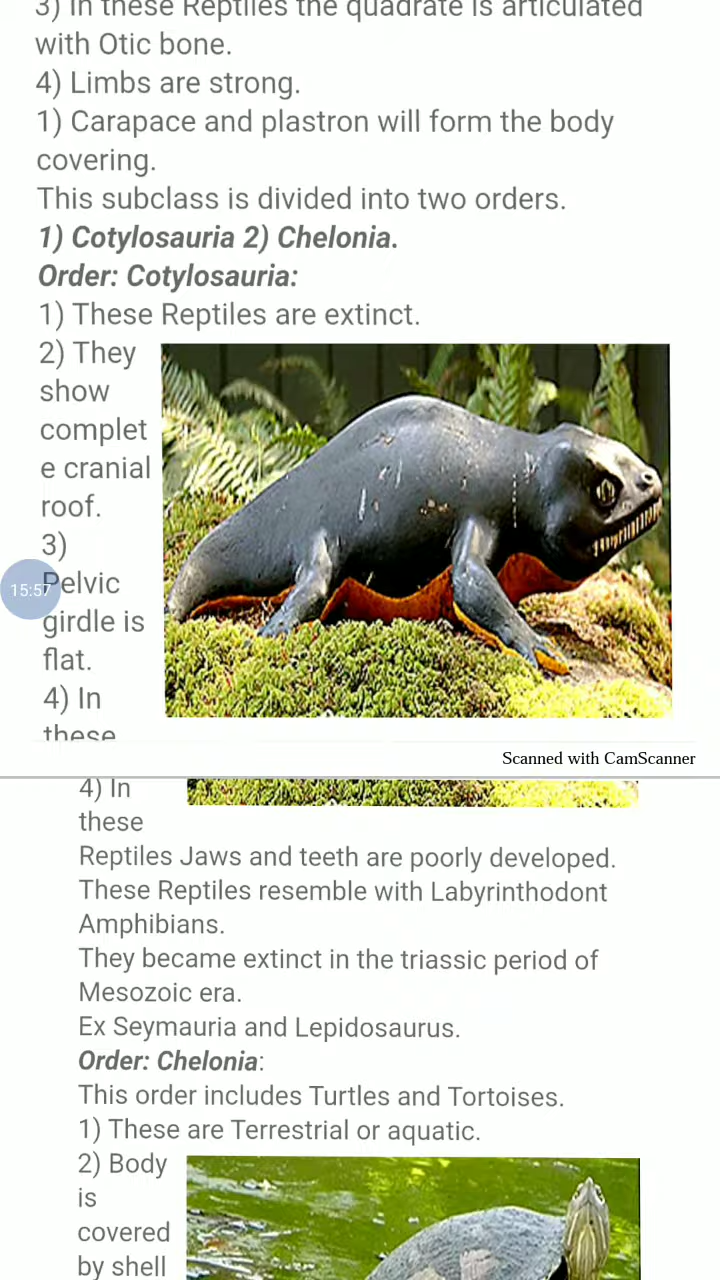 3) In these Reptiles the quadrate is articulated
with Otic bone.
4) Limbs are strong.
1) Carapace and plastron will form the body
covering.
This subclass is divided into two orders.
1) Cotylosauria 2) Chelonia.
Order: Cotylosauria:
1) These Reptiles are extinct.
2) They
show
complet
e cranial
roof.
3)
15:57
Pelvic
girdle is
flat.
4) In
these
Scanned with CamScanner
4) In
these
Reptiles Jaws and teeth are poorly developed.
These Reptiles resemble with Labyrinthodont
Amphibians.
They became extinct in the triassic period of
Mesozoic era.
Ex Seymauria and Lepidosaurus.
Order: Chelonia:
This order includes Turtles and Tortoises.
1) These are Terrestrial or aquatic.
2) Body
is
covered
by shell